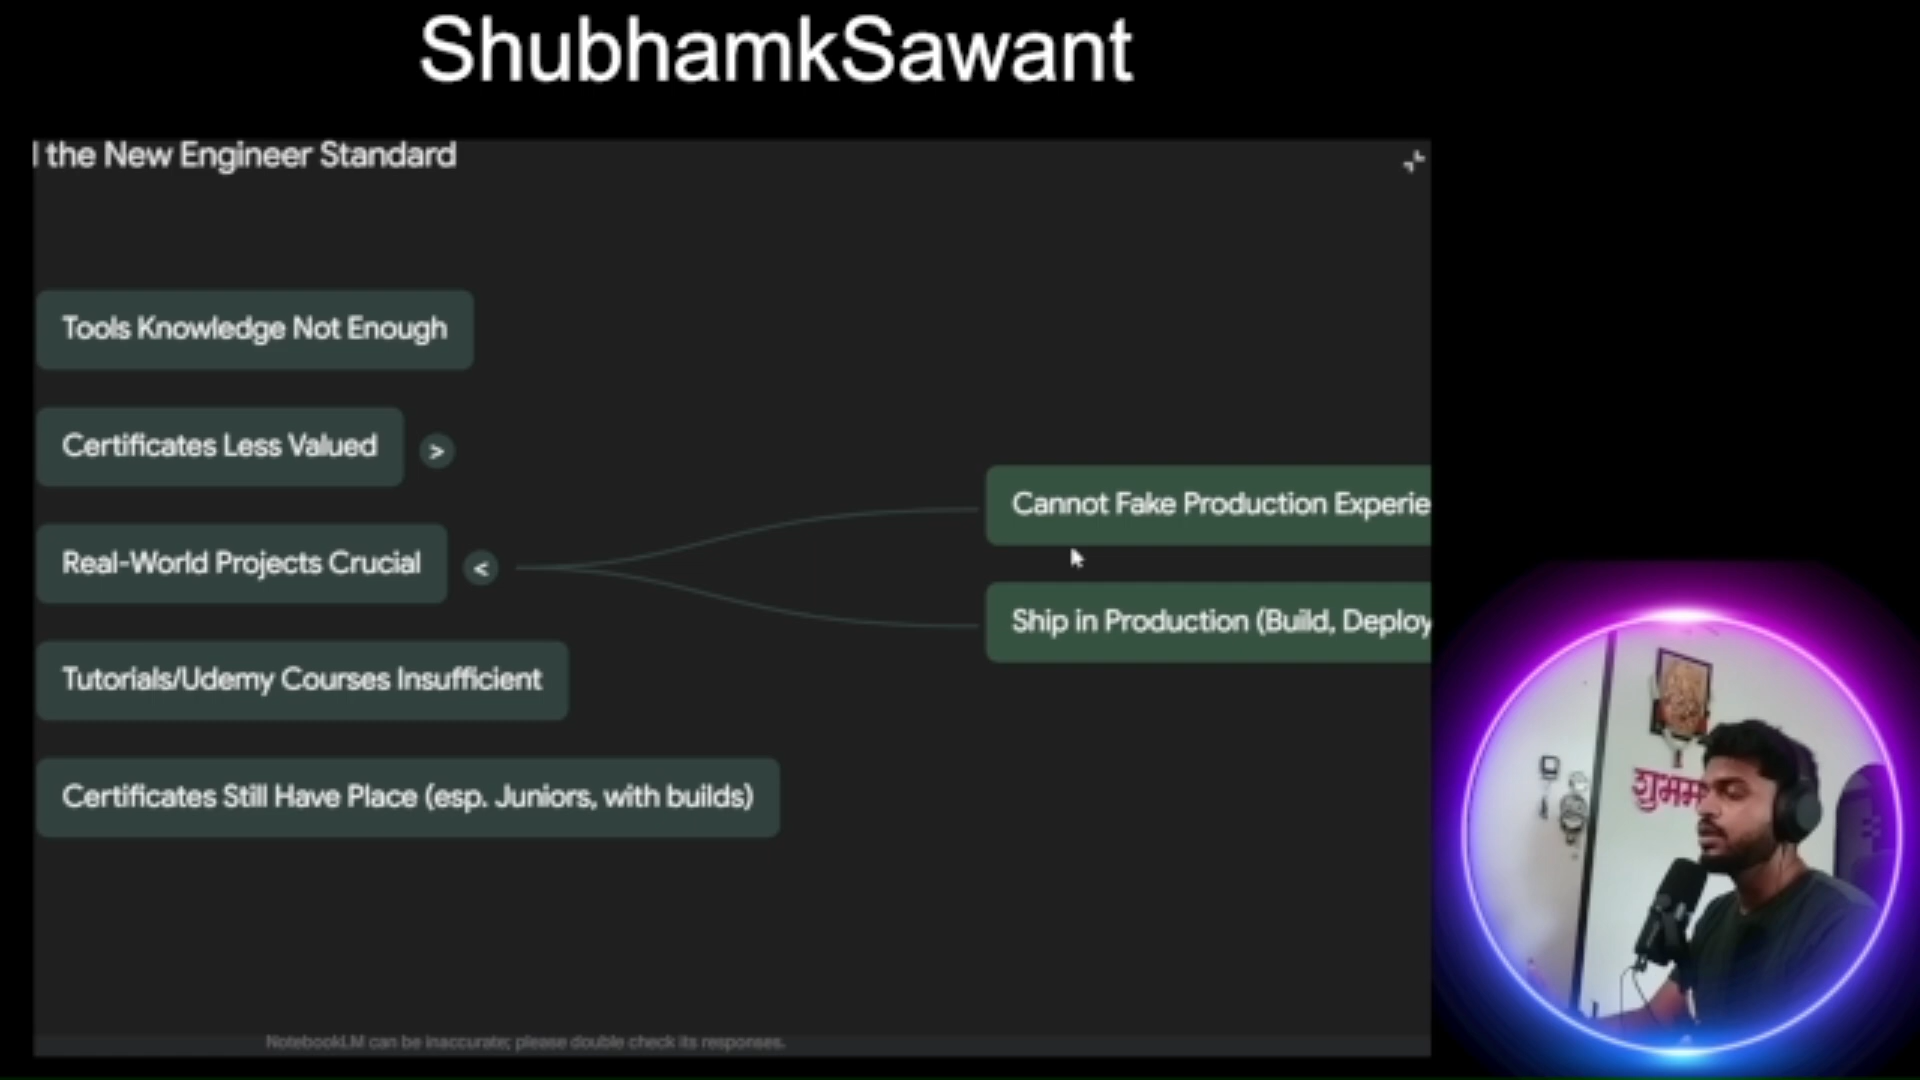 ShubhamkSawant
the New Engineer Standard
Tools Knowledge Not Enough
Certificates Less Valued >
Real-World Projects Crucial <
Cannot Fake Production Experie
Ship in Production (Build, Deploy
Tutorials/Udemy Courses Insufficient
Certificates Still Have Place (esp. Juniors, with builds)
NotebookLM can be inaccurate; please double check its responses.
शुभम